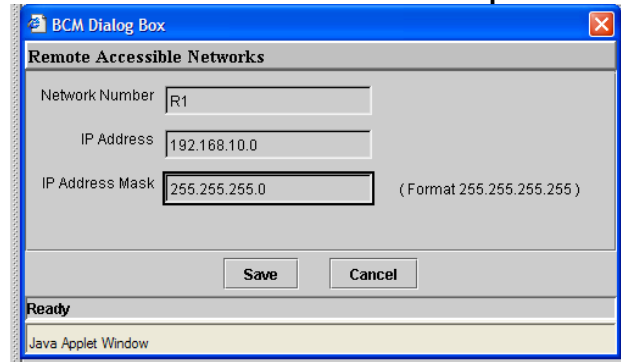 BCM Dialog Box
Remote Accessible Networks
Network Number R1
IP Address 192.168.10.0
IP Address Mask 255.255.255.0 ( Format 255.255.255.255 )
Save Cancel
Ready
Java Applet Window